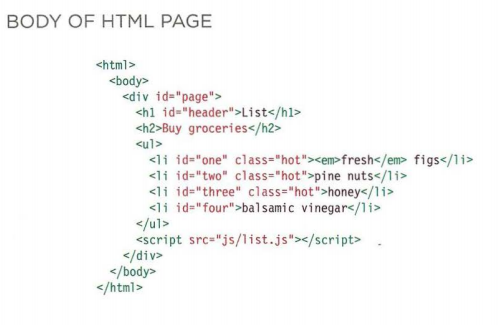 BODY OF HTML PAGE
<html>
<body>
<div id="page">
<h1 id="header">List</h1>
<h2>Buy groceries</h2>
<ul>
<li id="one" class="hot"><em>fresh</em> figs</li>
<li id="two" class="hot">pine nuts</li>
<li id="three" class="hot">honey</li>
<li id="four">balsamic vinegar</li>
</ul>
<script src="js/list.js"></script>
</div>
</body>
</html>